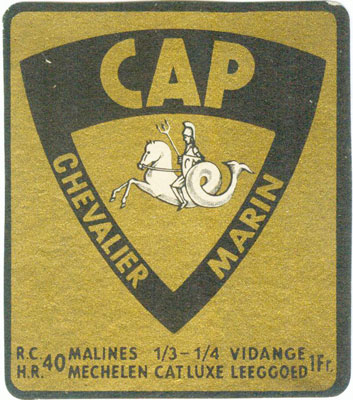 CAP
CHEVALIER
MARIN
R.C. 40 MALINES 1/3-1/4 VIDANGE 1Fr.
H.R. MECHELEN CAT LUXE LEEGGOED